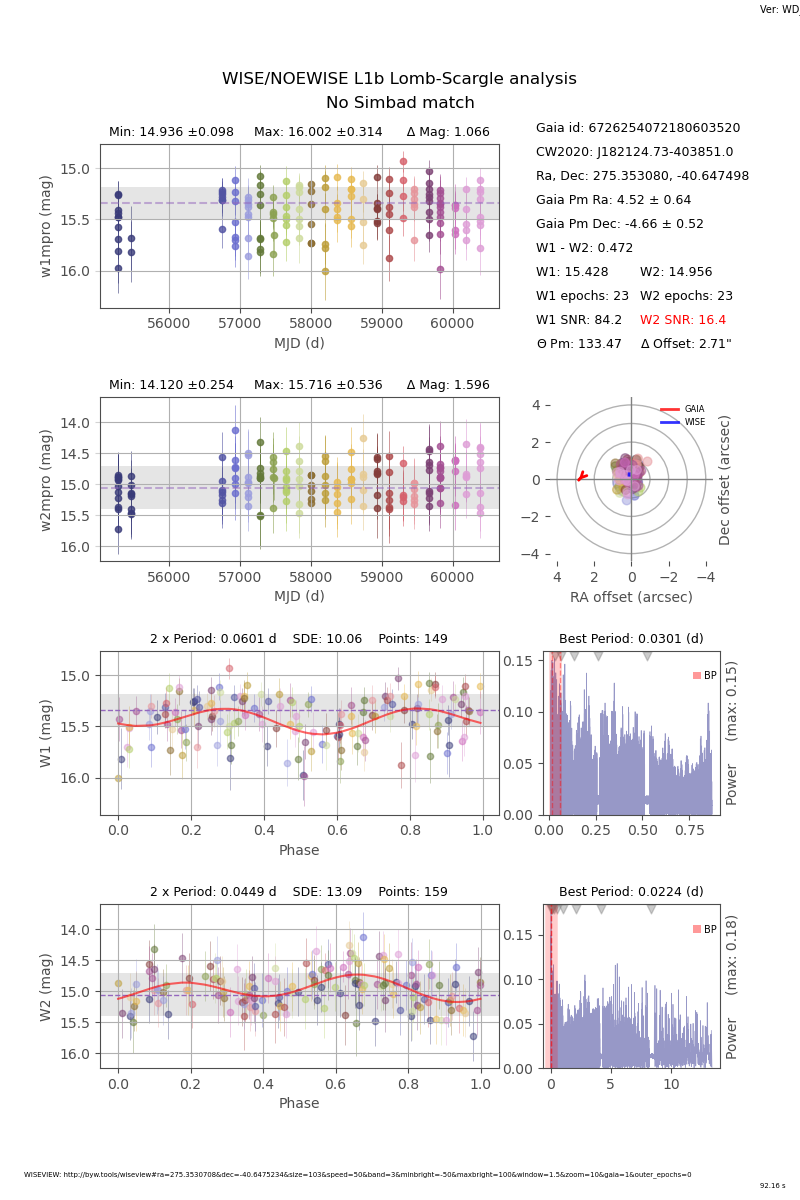 Ver: WD_
WISE/NOEWISE L1b Lomb-Scargle analysis
No Simbad match
Min: 14.936 ±0.098 Max: 16.002 ±0.314 Δ Mag: 1.066
15.0
15.5
16.0
w1mpro (mag)
56000 57000 58000 59000 60000
MJD (d)
Gaia id: 6726254072180603520
CW2020: J182124.73-403851.0
Ra, Dec: 275.353080, -40.647498
Gaia Pm Ra: 4.52 ± 0.64
Gaia Pm Dec: -4.66 ± 0.52
W1 - W2: 0.472
W1: 15.428 W2: 14.956
W1 epochs: 23 W2 epochs: 23
W1 SNR: 84.2 W2 SNR: 16.4
Θ Pm: 133.47 Δ Offset: 2.71"
Min: 14.120 ±0.254 Max: 15.716 ±0.536 Δ Mag: 1.596
14.0
14.5
15.0
15.5
16.0
w2mpro (mag)
56000 57000 58000 59000 60000
MJD (d)
GAIA
WISE
4
2
0
−2
−4
Dec offset (arcsec)
4 2 0 −2 −4
RA offset (arcsec)
2 x Period: 0.0601 d SDE: 10.06 Points: 149
15.0
15.5
16.0
W1 (mag)
0.0 0.2 0.4 0.6 0.8 1.0
Phase
Best Period: 0.0301 (d)
BP
0.15
0.10
0.05
0.00
Power (max: 0.15)
0.00 0.25 0.50 0.75
2 x Period: 0.0449 d SDE: 13.09 Points: 159
14.0
14.5
15.0
15.5
16.0
W2 (mag)
0.0 0.2 0.4 0.6 0.8 1.0
Phase
Best Period: 0.0224 (d)
BP
0.15
0.10
0.05
0.00
Power (max: 0.18)
0 5 10
WISEVIEW: http://byw.tools/wiseview#ra=275.3530708&dec=-40.6475234&size=103&speed=50&band=3&minbright=-50&maxbright=100&window=1.5&zoom=10&gaia=1&outer_epochs=0
92.16 s